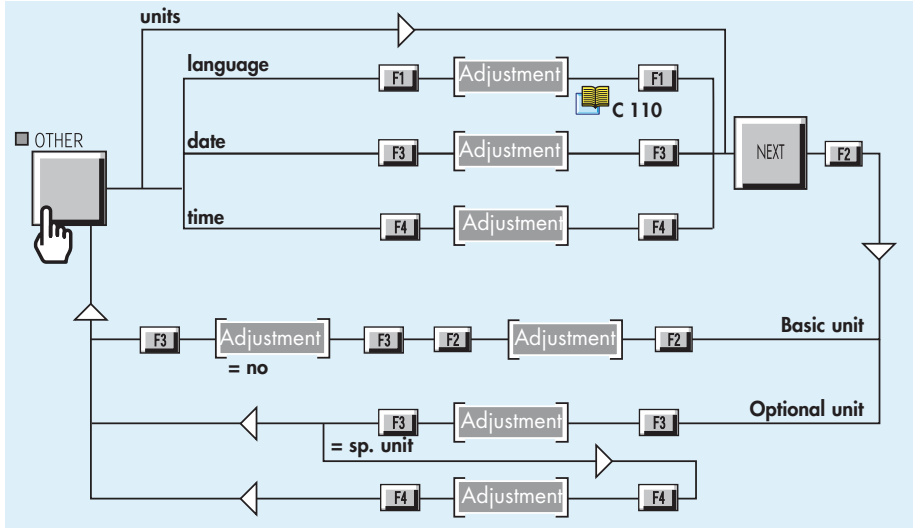 units
language
F1 Adjustment F1
C 110
OTHER
date
F3 Adjustment F3
NEXT F2
time
F4 Adjustment F4
Basic unit
F3 Adjustment F3 F2 Adjustment F2
= no
Optional unit
F3 Adjustment F3
= sp. unit
F4 Adjustment F4